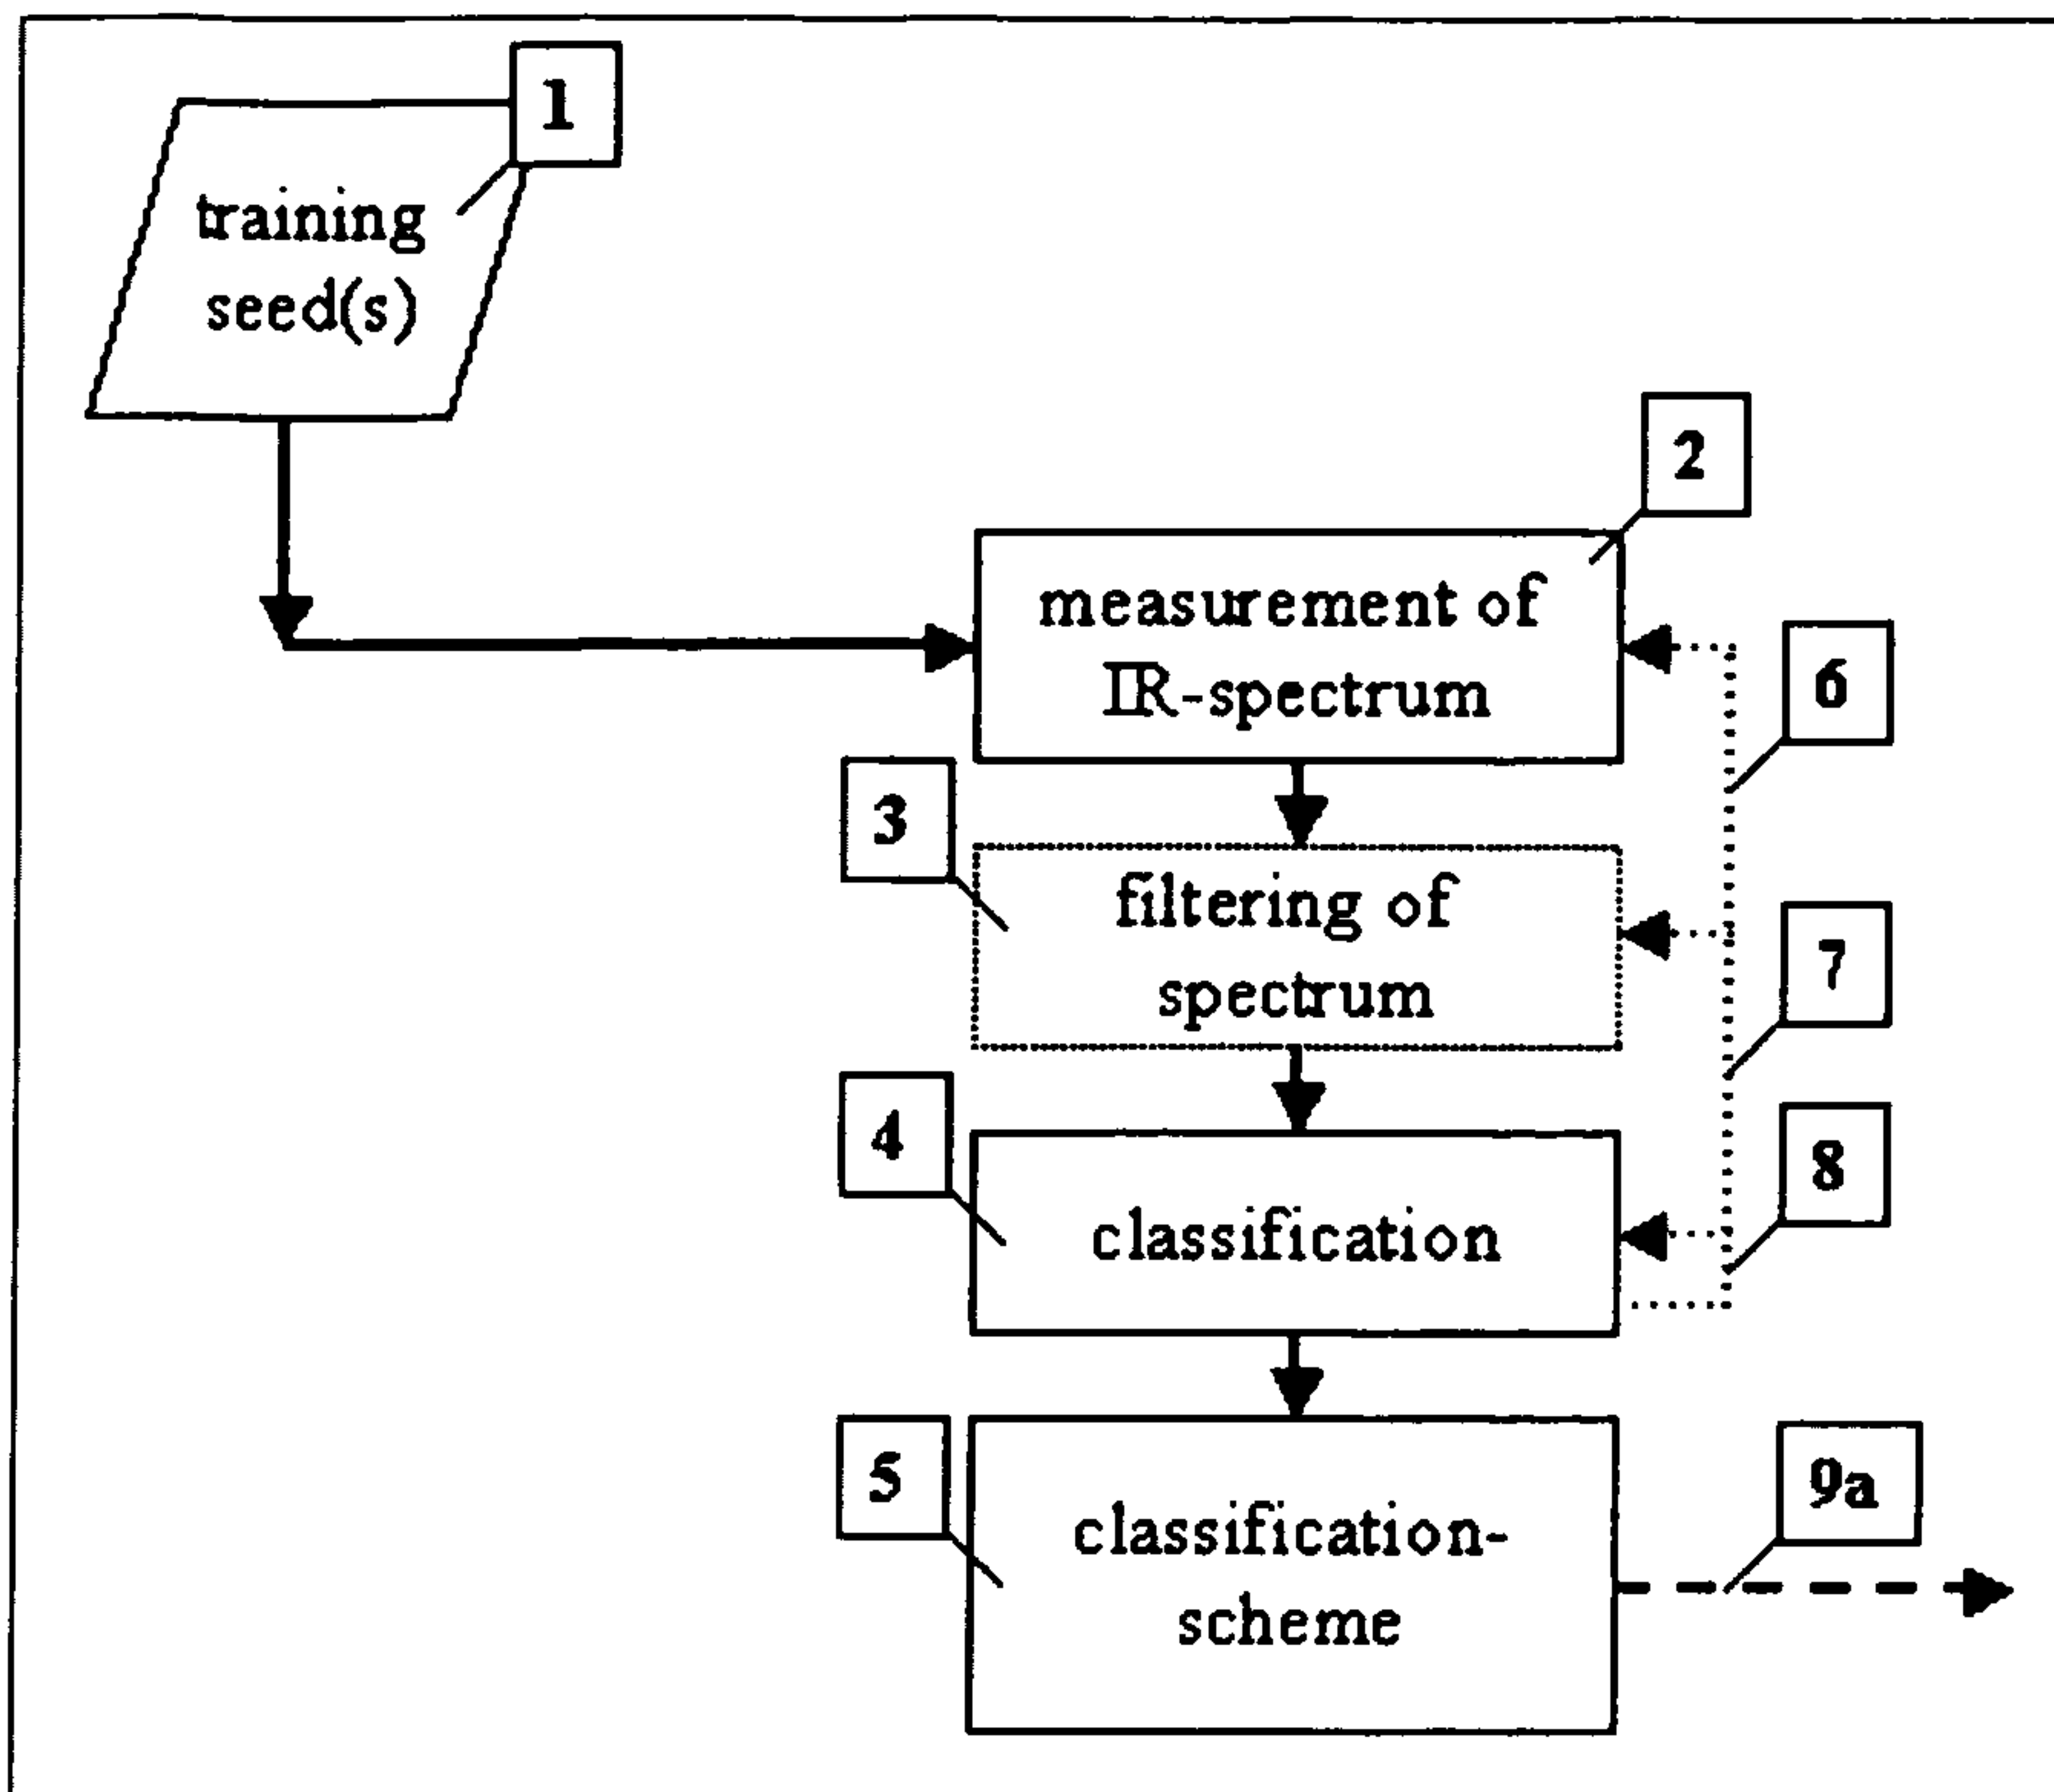 1
training
seed(s)
2
measurement of
IR-spectrum
6
3
filtering of
spectrum
7
4
classification
8
5
classification-
scheme
9a